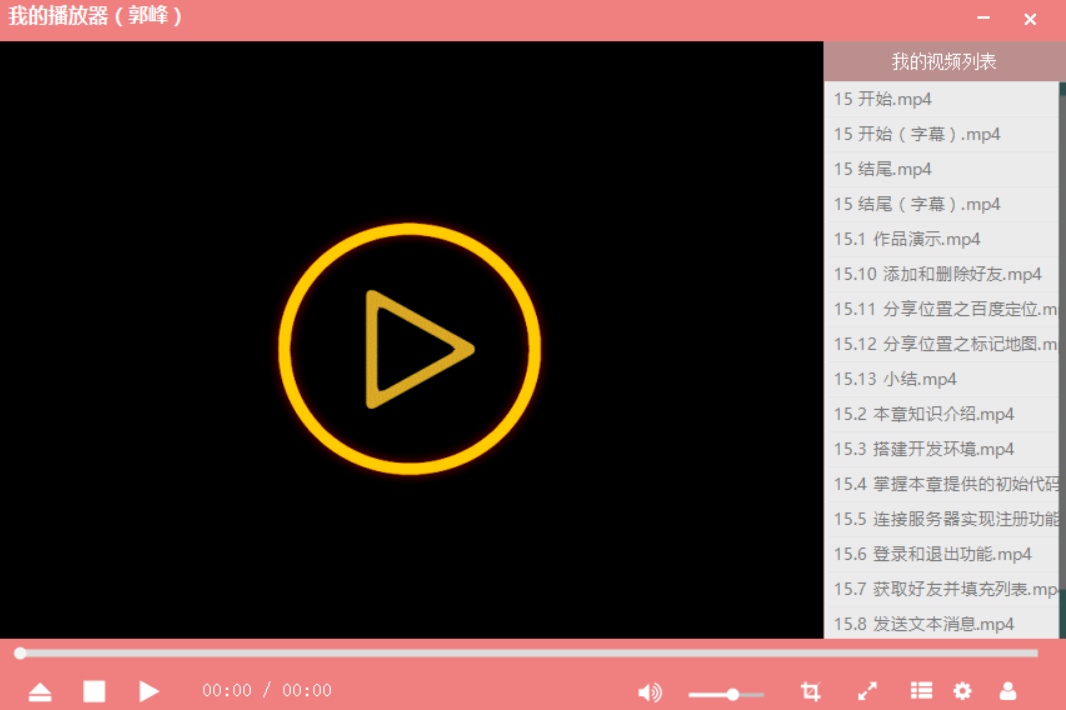 我的播放器（郭峰）
我的视频列表
15 开始.mp4
15 开始（字幕）.mp4
15 结尾.mp4
15 结尾（字幕）.mp4
15.1 作品演示.mp4
15.10 添加和删除好友.mp4
15.11 分享位置之百度定位.m
15.12 分享位置之标记地图.m
15.13 小结.mp4
15.2 本章知识介绍.mp4
15.3 搭建开发环境.mp4
15.4 掌握本章提供的初始代码
15.5 连接服务器实现注册功能
15.6 登录和退出功能.mp4
15.7 获取好友并填充列表.mp
15.8 发送文本消息.mp4
00:00 / 00:00